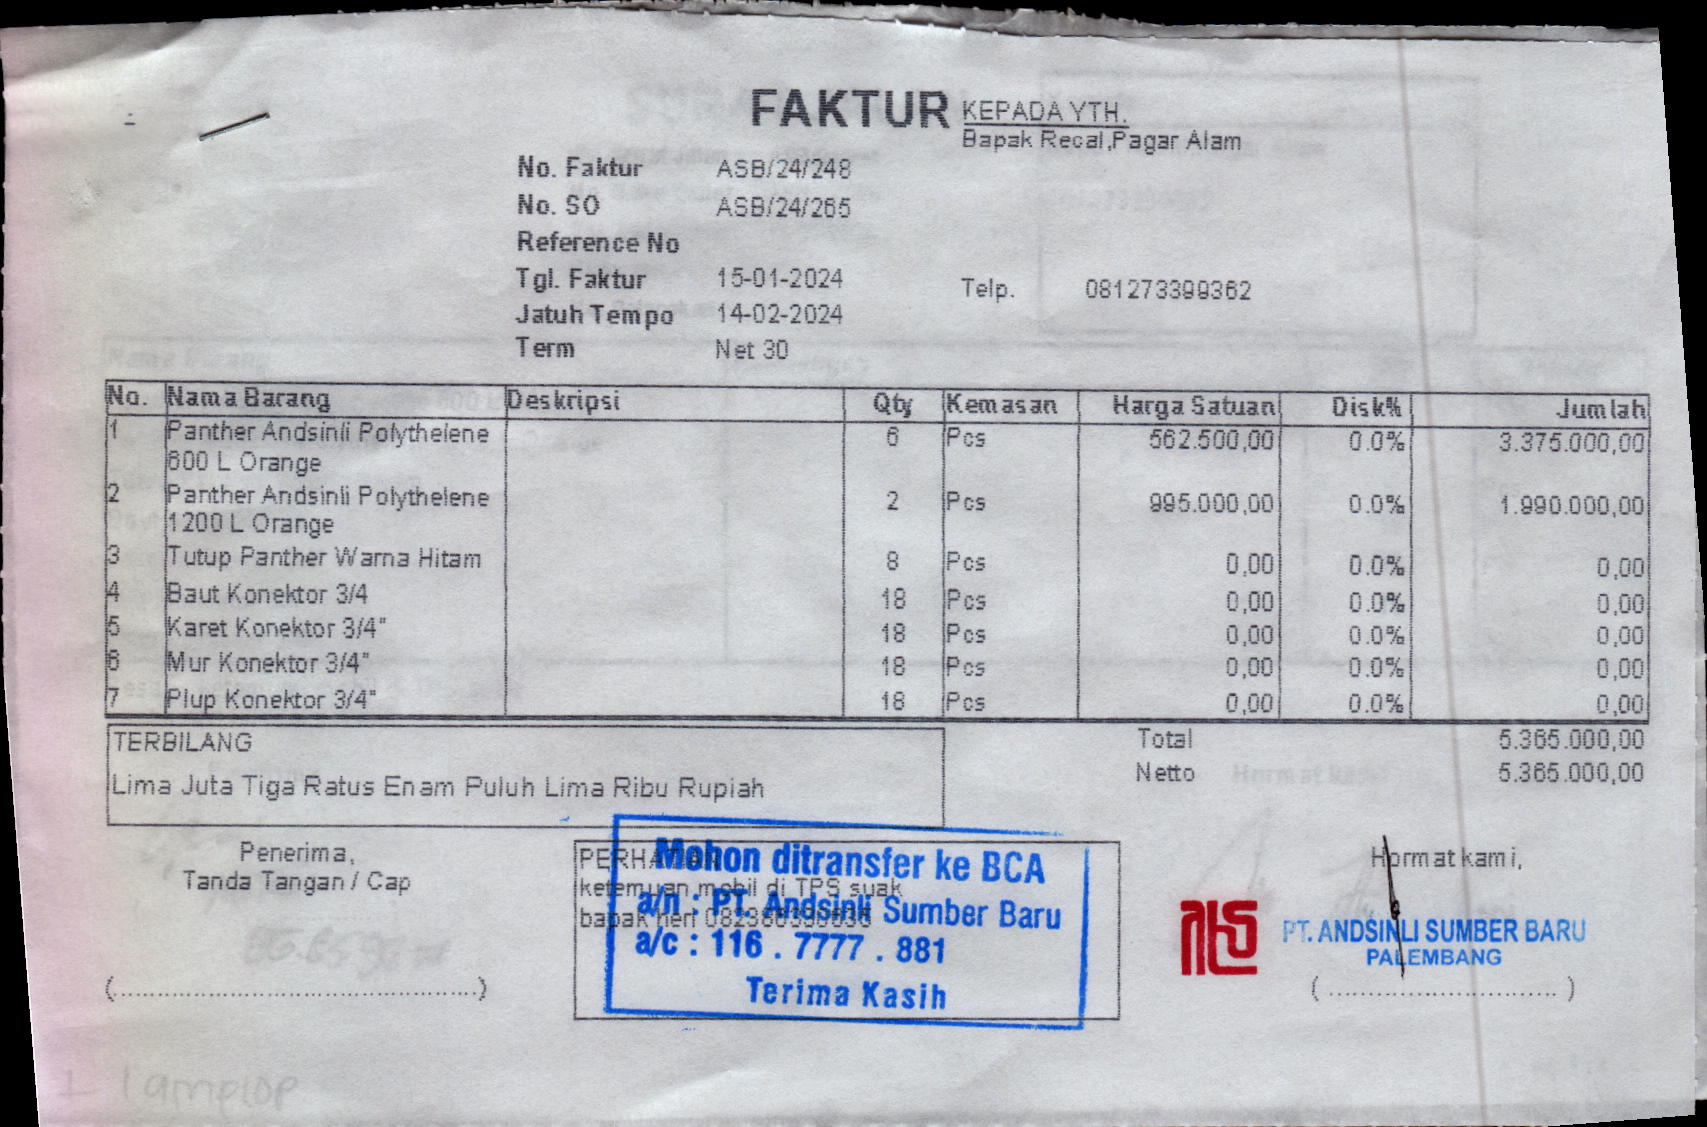 FAKTUR
KEPADA YTH.
Bapak Recal,Pagar Alam
No. Faktur ASB/24/248
No. SO ASB/24/265
Reference No
Tgl. Faktur 15-01-2024
Telp. 081273399362
Jatuh Tempo 14-02-2024
Term Net 30
No. Nama Barang Deskripsi Qty Kemasan Harga Satuan Disk% Jumlah
1 Panther Andsinli Polythelene 6 Pcs 562.500,00 0.0% 3.375.000,00
600 L Orange
2 Panther Andsinli Polythelene 2 Pcs 995.000,00 0.0% 1.990.000,00
1200 L Orange
3 Tutup Panther Warna Hitam 8 Pcs 0,00 0.0% 0,00
4 Baut Konektor 3/4 18 Pcs 0,00 0.0% 0,00
5 Karet Konektor 3/4" 18 Pcs 0,00 0.0% 0,00
6 Mur Konektor 3/4" 18 Pcs 0,00 0.0% 0,00
7 Plup Konektor 3/4" 18 Pcs 0,00 0.0% 0,00
TERBILANG
Lima Juta Tiga Ratus Enam Puluh Lima Ribu Rupiah
Total 5.365.000,00
Netto 5.365.000,00
Penerima,
Tanda Tangan / Cap
PERHATIAN
ketemuan mobil di TPS suak
bapak heri
Mohon ditransfer ke BCA
a/n : PT. Andsinli Sumber Baru
a/c : 116 . 7777 . 881
Terima Kasih
Hormat kami,
PT. ANDSINLI SUMBER BARU
PALEMBANG
1 lampiop